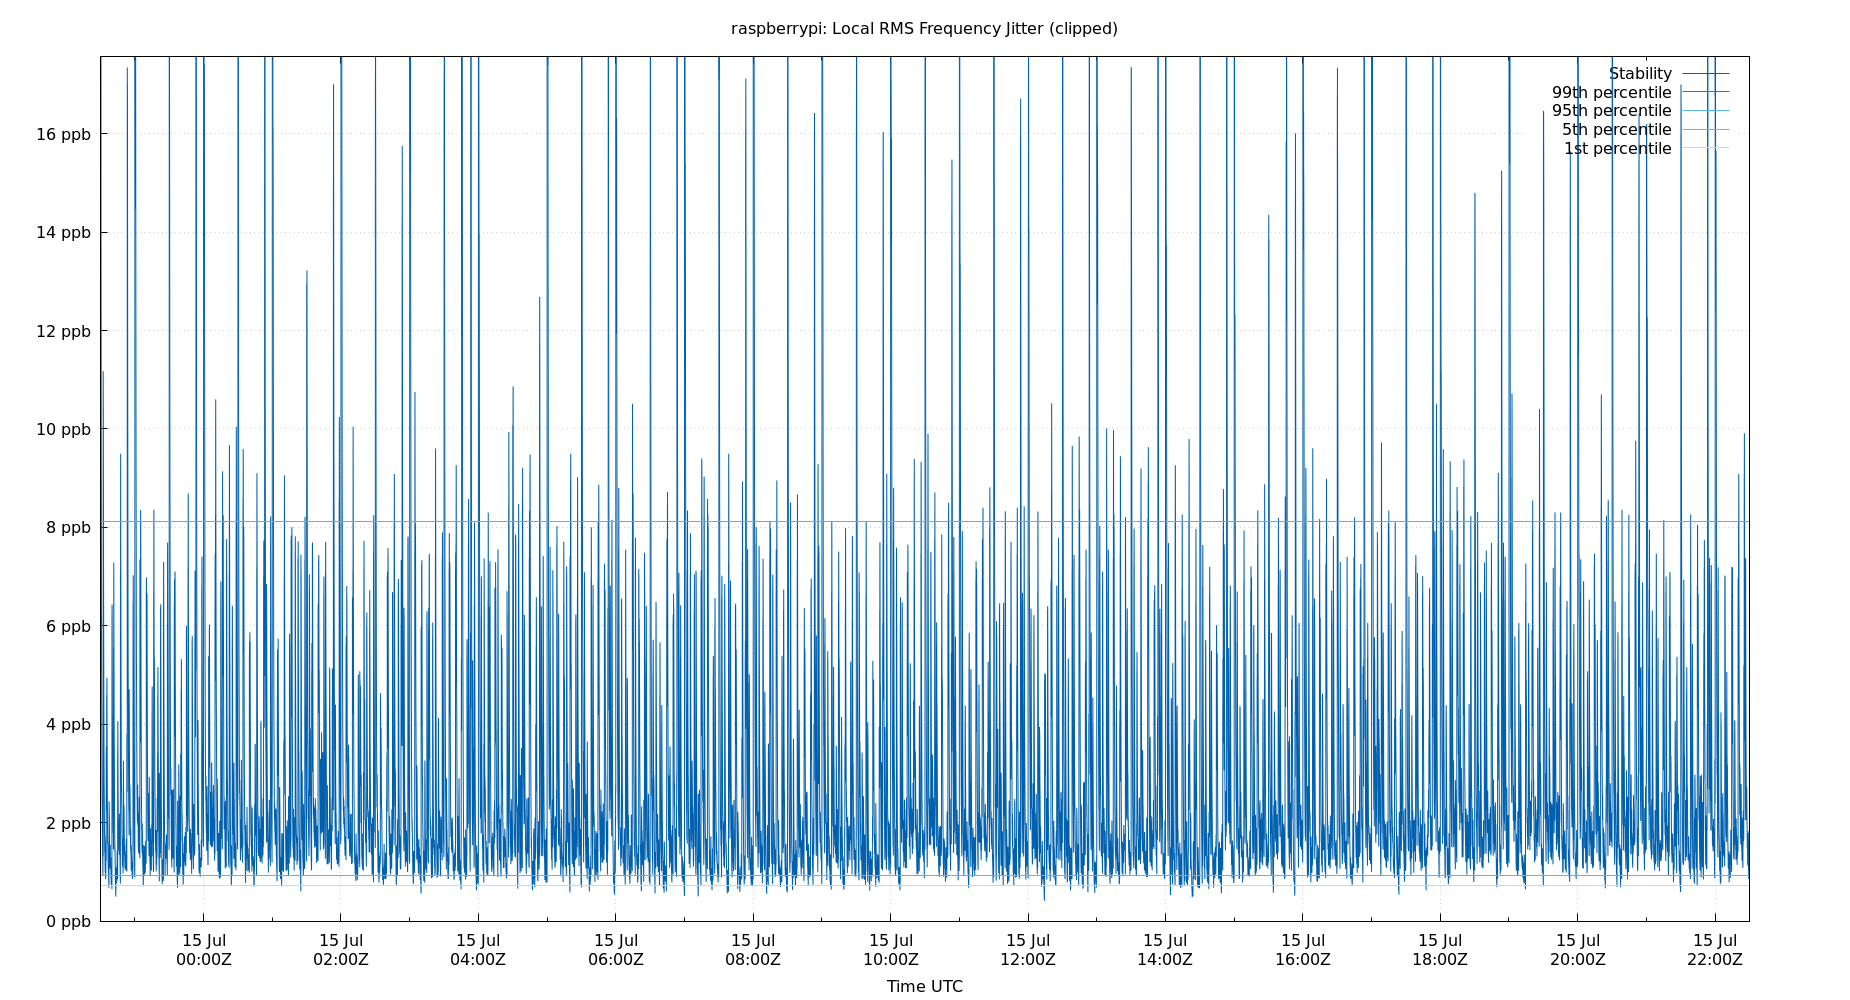 raspberrypi: Local RMS Frequency Jitter (clipped)
Stability
99th percentile
95th percentile
5th percentile
1st percentile
16 ppb
14 ppb
12 ppb
10 ppb
8 ppb
6 ppb
4 ppb
2 ppb
0 ppb
15 Jul 15 Jul 15 Jul 15 Jul 15 Jul 15 Jul 15 Jul 15 Jul 15 Jul 15 Jul 15 Jul 15 Jul
00:00Z 02:00Z 04:00Z 06:00Z 08:00Z 10:00Z 12:00Z 14:00Z 16:00Z 18:00Z 20:00Z 22:00Z
Time UTC